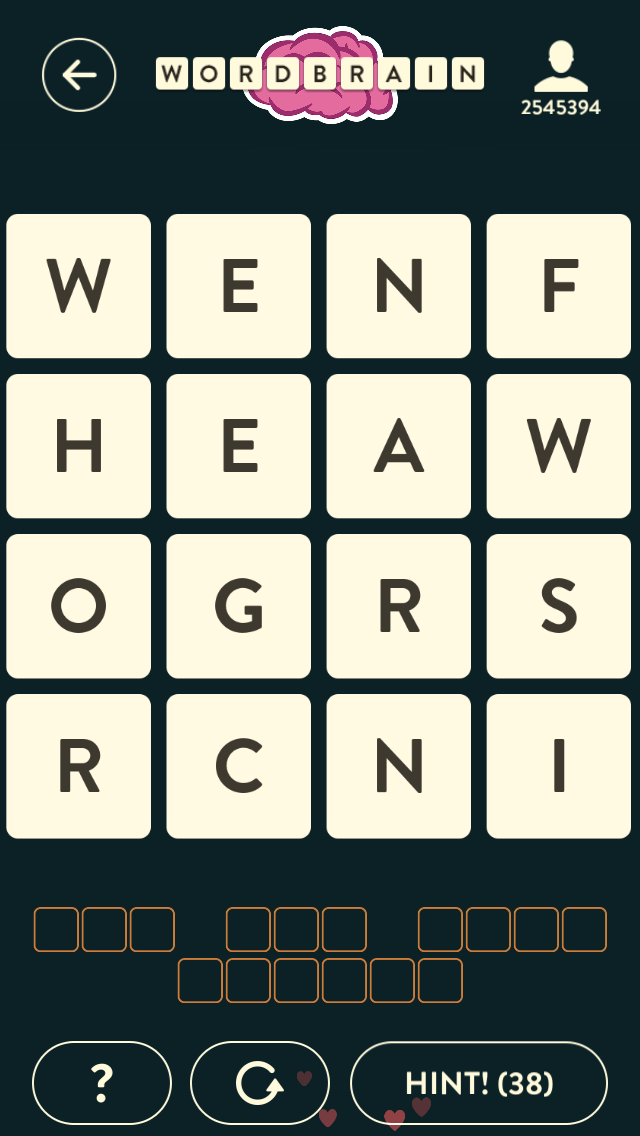 WORDBRAIN
2545394
W E N F
H E A W
O G R S
R C N I
?
HINT! (38)